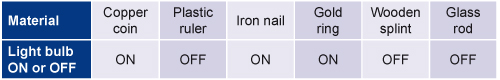 Material Copper coin Plastic ruler Iron nail Gold ring Wooden splint Glass rod
Light bulb ON or OFF ON OFF ON ON OFF OFF